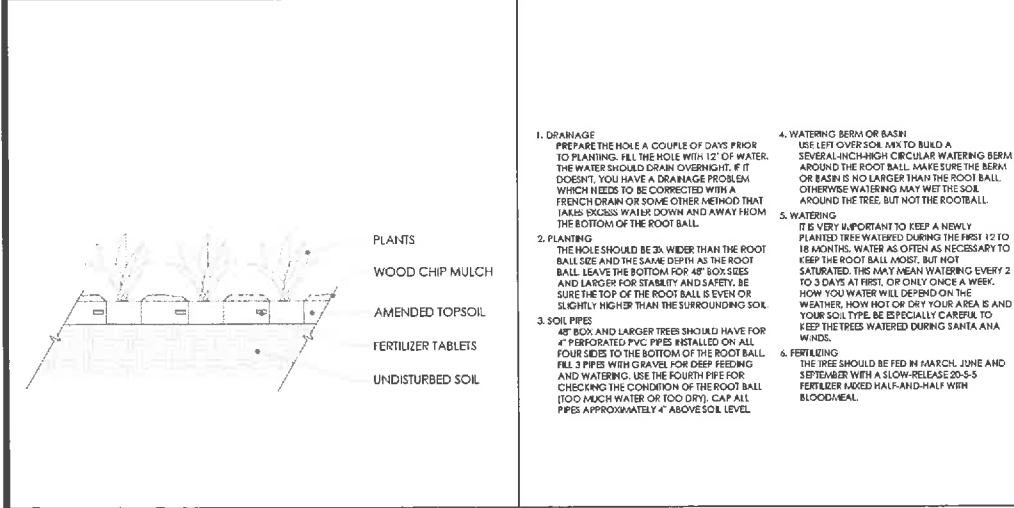 PLANTS
WOOD CHIP MULCH
AMENDED TOPSOIL
FERTILIZER TABLETS
UNDISTURBED SOIL
1. DRAINAGE
PREPARE THE HOLE A COUPLE OF DAYS PRIOR
TO PLANTING. FILL THE HOLE WITH 12" OF WATER.
THE WATER SHOULD DRAIN OVERNIGHT. IF IT
DOESN'T, YOU HAVE A DRAINAGE PROBLEM
WHICH NEEDS TO BE CORRECTED WITH A
FRENCH DRAIN OR SOME OTHER METHOD THAT
TAKES EXCESS WATER DOWN AND AWAY FROM
THE BOTTOM OF THE ROOT BALL.
2. PLANTING
THE HOLE SHOULD BE 3X WIDER THAN THE ROOT
BALL SIZE AND THE SAME DEPTH AS THE ROOT
BALL. LEAVE THE BOTTOM FOR 48" BOX SIZES
AND LARGER FOR STABILITY AND SAFETY. BE
SURE THE TOP OF THE ROOT BALL IS EVEN OR
SLIGHTLY HIGHER THAN THE SURROUNDING SOIL.
3. SOIL PIPES
48" BOX AND LARGER TREES SHOULD HAVE FOR
4" PERFORATED PVC PIPES INSTALLED ON ALL
FOUR SIDES TO THE BOTTOM OF THE ROOT BALL.
FILL 3 PIPES WITH GRAVEL FOR DEEP FEEDING
AND WATERING. USE THE FOURTH PIPE FOR
CHECKING THE CONDITION OF THE ROOT BALL
(TOO MUCH WATER OR TOO DRY). CAP ALL
PIPES APPROXIMATELY 4" ABOVE SOIL LEVEL.
4. WATERING BERM OR BASIN
USE LEFT OVER SOIL MIX TO BUILD A
SEVERAL-INCH-HIGH CIRCULAR WATERING BERM
AROUND THE ROOT BALL. MAKE SURE THE BERM
OR BASIN IS NO LARGER THAN THE ROOT BALL.
OTHERWISE WATERING MAY WET THE SOIL
AROUND THE TREE, BUT NOT THE ROOTBALL.
5. WATERING
IT IS VERY IMPORTANT TO KEEP A NEWLY
PLANTED TREE WATERED DURING THE FIRST 12 TO
18 MONTHS. WATER AS OFTEN AS NECESSARY TO
KEEP THE ROOT BALL MOIST, BUT NOT
SATURATED. THIS MAY MEAN WATERING EVERY 2
TO 3 DAYS AT FIRST, OR ONLY ONCE A WEEK.
HOW YOU WATER WILL DEPEND ON THE
WEATHER, HOW HOT OR DRY YOUR AREA IS AND
YOUR SOIL TYPE. BE ESPECIALLY CAREFUL TO
KEEP THE TREES WATERED DURING SANTA ANA
WINDS.
6. FERTILIZING
THE TREE SHOULD BE FED IN MARCH, JUNE AND
SEPTEMBER WITH A SLOW-RELEASE 20-5-5
FERTILIZER MIXED HALF-AND-HALF WITH
BLOODMEAL.